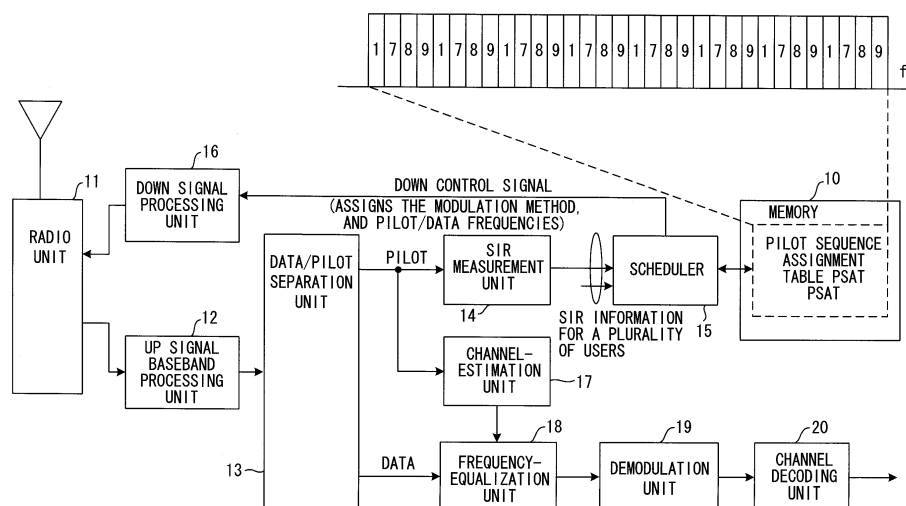 1 7 8 9 1 7 8 9 1 7 8 9 1 7 8 9 1 7 8 9 1 7 8 9 1 7 8 9 1 7 8 9
f
16
DOWN SIGNAL
PROCESSING
UNIT
11
RADIO
UNIT
DOWN CONTROL SIGNAL
(ASSIGNS THE MODULATION METHOD,
AND PILOT/DATA FREQUENCIES)
10
MEMORY
PILOT SEQUENCE
ASSIGNMENT
TABLE PSAT
PSAT
DATA/PILOT
SEPARATION
UNIT
PILOT
SIR
MEASUREMENT
UNIT
14
SCHEDULER
15
SIR INFORMATION
FOR A PLURALITY
OF USERS
12
UP SIGNAL
BASEBAND
PROCESSING
UNIT
CHANNEL-
ESTIMATION
UNIT
17
13
DATA
18
FREQUENCY-
EQUALIZATION
UNIT
19
DEMODULATION
UNIT
20
CHANNEL
DECODING
UNIT